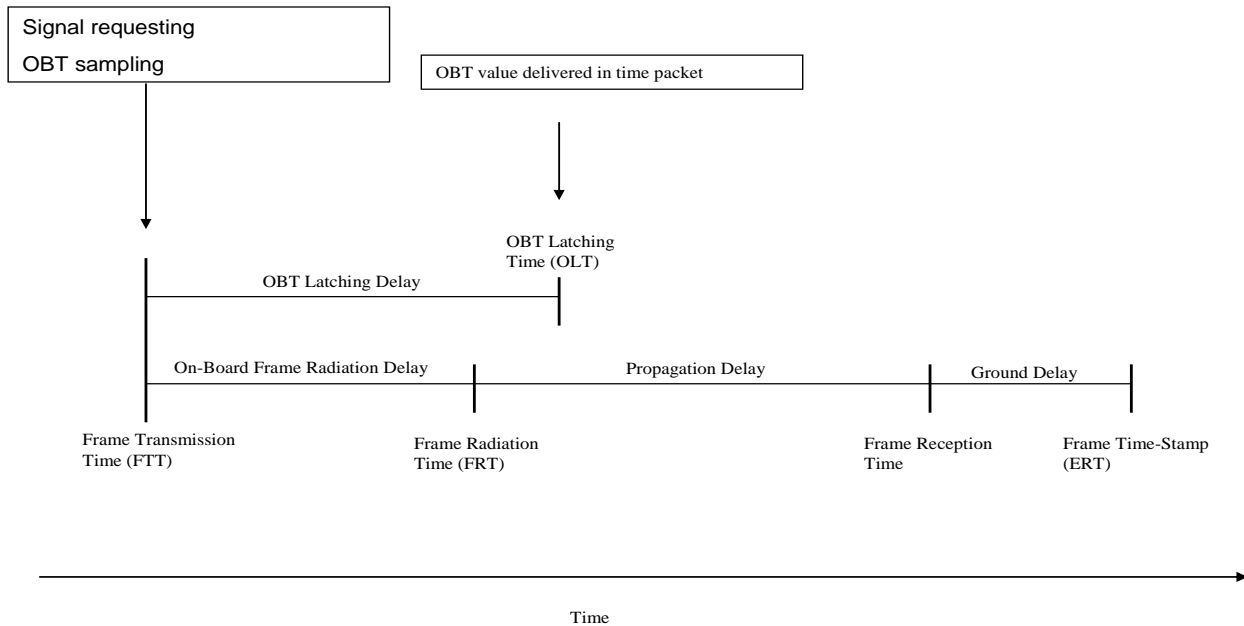 Signal requesting
OBT sampling
OBT value delivered in time packet
OBT Latching
Time (OLT)
OBT Latching Delay
On-Board Frame Radiation Delay
Propagation Delay
Ground Delay
Frame Transmission
Time (FTT)
Frame Radiation
Time (FRT)
Frame Reception
Time
Frame Time-Stamp
(ERT)
Time